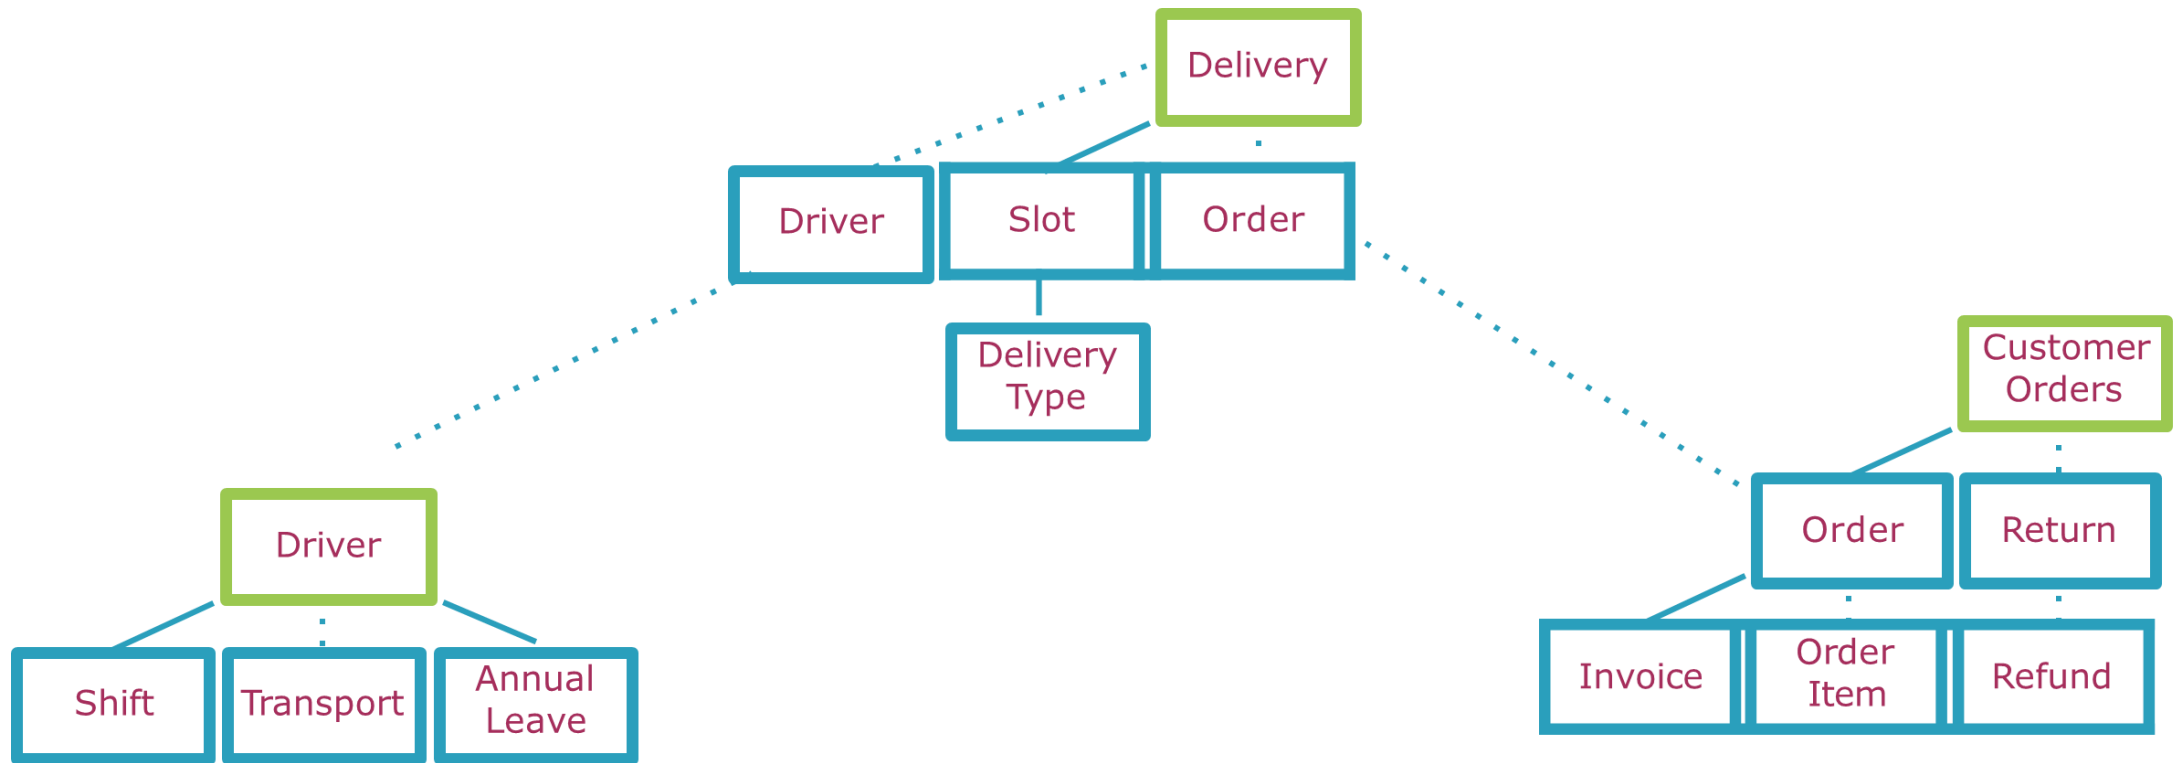 Delivery
Driver
Slot
Order
Delivery
Type
Customer
Orders
Driver
Order
Return
Shift
Transport
Annual
Leave
Invoice
Order
Item
Refund